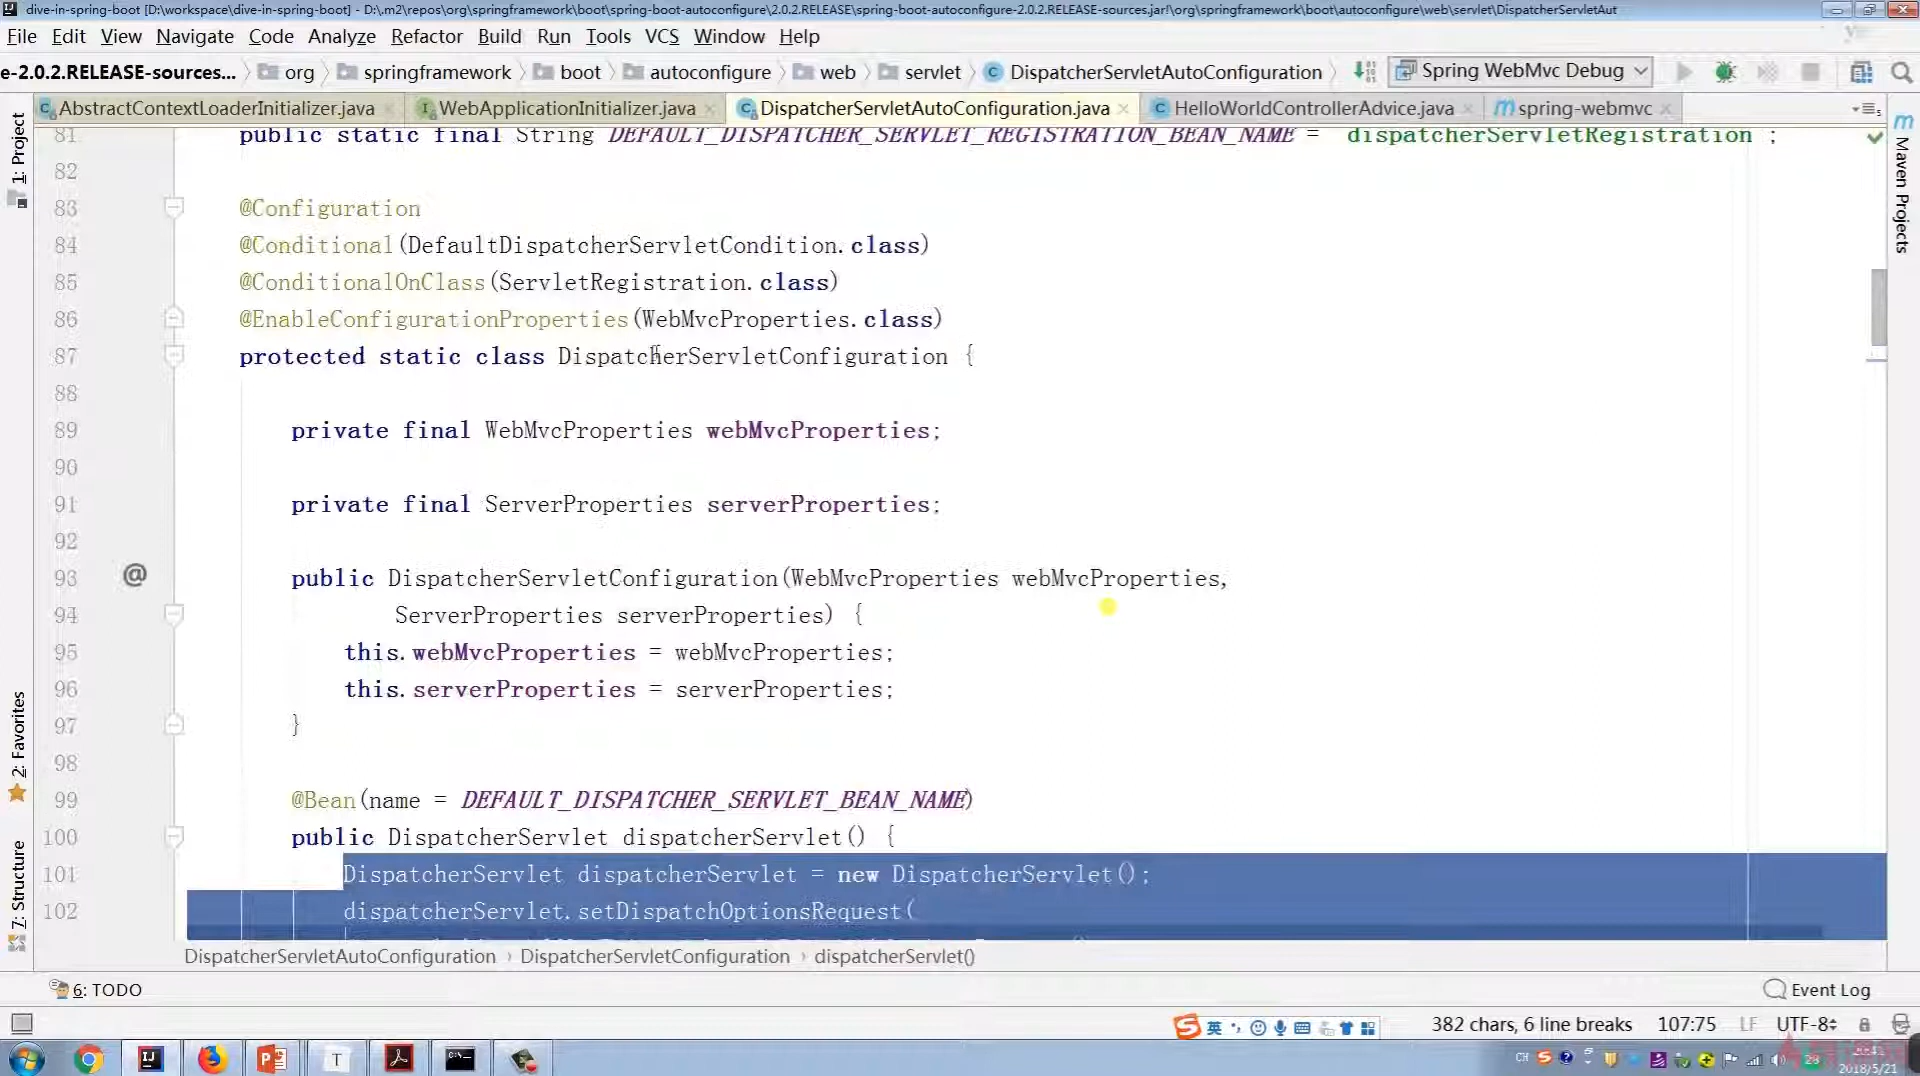 dive-in-spring-boot [D:\workspace\dive-in-spring-boot] - D:\.m2\repos\org\springframework\boot\spring-boot-autoconfigure\2.0.2.RELEASE\spring-boot-autoconfigure-2.0.2.RELEASE-sources.jar!\org\springframework\boot\autoconfigure\web\servlet\DispatcherServletAut
File Edit View Navigate Code Analyze Refactor Build Run Tools VCS Window Help
e-2.0.2.RELEASE-sources... org springframework boot autoconfigure web servlet DispatcherServletAutoConfiguration Spring WebMvc Debug
AbstractContextLoaderInitializer.java WebApplicationInitializer.java DispatcherServletAutoConfiguration.java HelloWorldControllerAdvice.java spring-webmvc
1: Project
2: Favorites
7: Structure
Maven Projects
81 public static final String DEFAULT_DISPATCHER_SERVLET_REGISTRATION_BEAN_NAME = dispatcherServletRegistration ;
82
83 @Configuration
84 @Conditional(DefaultDispatcherServletCondition.class)
85 @ConditionalOnClass(ServletRegistration.class)
86 @EnableConfigurationProperties(WebMvcProperties.class)
87 protected static class DispatcherServletConfiguration {
88
89 private final WebMvcProperties webMvcProperties;
90
91 private final ServerProperties serverProperties;
92
93 @ public DispatcherServletConfiguration(WebMvcProperties webMvcProperties,
94 ServerProperties serverProperties) {
95 this.webMvcProperties = webMvcProperties;
96 this.serverProperties = serverProperties;
97 }
98
99 @Bean(name = DEFAULT_DISPATCHER_SERVLET_BEAN_NAME)
100 public DispatcherServlet dispatcherServlet() {
101 DispatcherServlet dispatcherServlet = new DispatcherServlet();
102 dispatcherServlet.setDispatchOptionsRequest(
DispatcherServletAutoConfiguration › DispatcherServletConfiguration › dispatcherServlet()
6: TODO
Event Log
英
382 chars, 6 line breaks 107:75 LF UTF-8
CH
2018/5/21